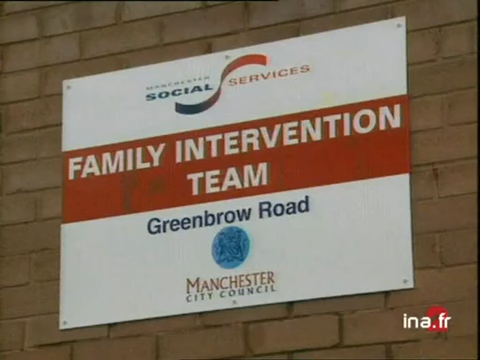 MANCHESTER
SOCIAL SERVICES
FAMILY INTERVENTION
TEAM
Greenbrow Road
MANCHESTER
CITY COUNCIL
ina.fr